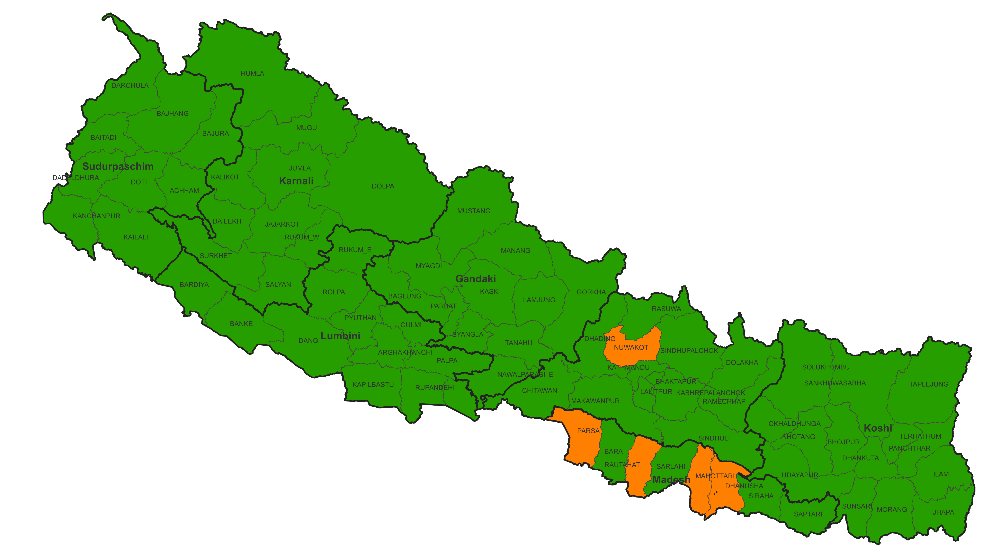 HUMLA
DARCHULA
BAJHANG
MUGU
BAJURA
BAITADI
Sudurpaschim
JUMLA
DADELDHURA
KALIKOT
Karnali
DOTI
DOLPA
ACHHAM
MUSTANG
KANCHANPUR
DAILEKH
JAJARKOT
KAILALI
RUKUM_W
RUKUM_E
MANANG
SURKHET
MYAGDI
Gandaki
BARDIYA
SALYAN
ROLPA
KASKI
GORKHA
BAGLUNG
LAMJUNG
PARBAT
RASUWA
PYUTHAN
BANKE
GULMI
SYANGJA
Lumbini
DHADING
DANG
TANAHU
NUWAKOT
SINDHUPALCHOK
ARGHAKHANCHI
PALPA
DOLAKHA
KATHMANDU
SOLUKHUMBU
NAWALPARASI_E
BHAKTAPUR
SANKHUWASABHA
TAPLEJUNG
KAPILBASTU
RUPANDEHI
CHITAWAN
LALITPUR
KABHREPALANCHOK
MAKAWANPUR
RAMECHHAP
OKHALDHUNGA
Koshi
PARSA
KHOTANG
TERHATHUM
SINDHULI
BHOJPUR
PANCHTHAR
BARA
DHANKUTA
RAUTAHAT
SARLAHI
MAHOTTARI
UDAYAPUR
ILAM
Madesh
DHANUSHA
SIRAHA
SUNSARI
MORANG
SAPTARI
JHAPA